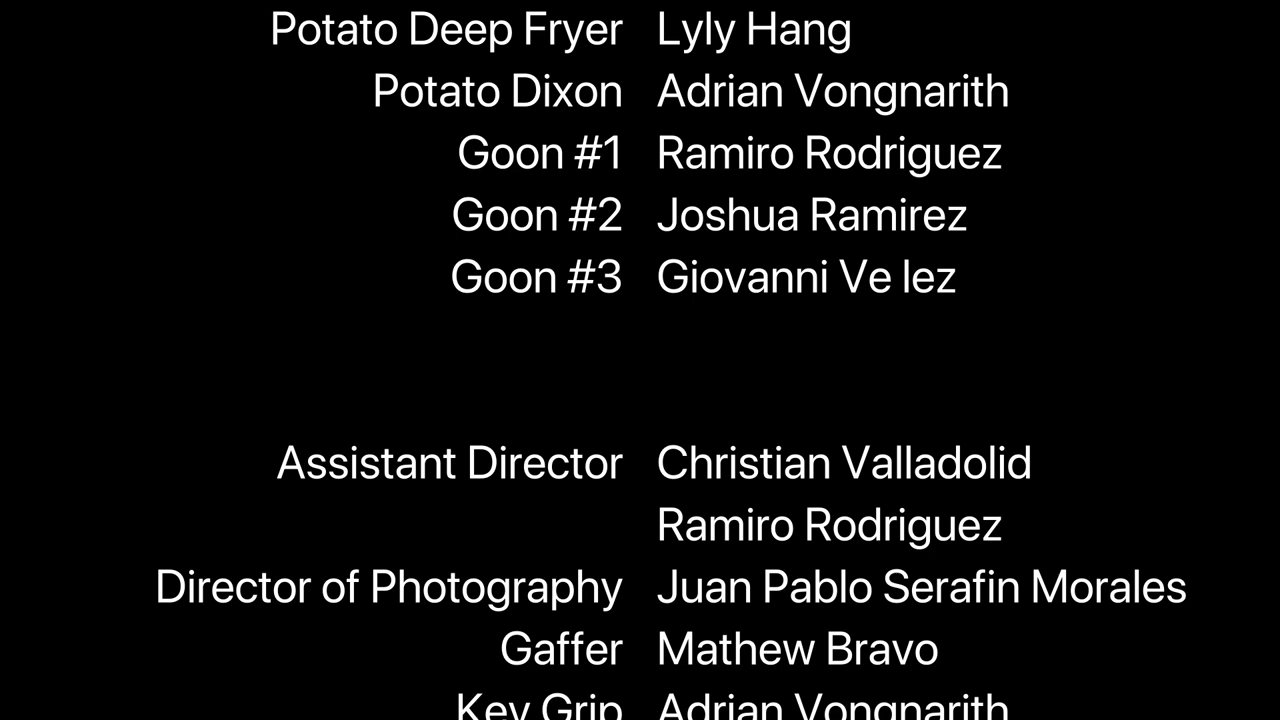 Potato Deep Fryer Lyly Hang
Potato Dixon Adrian Vongnarith
Goon #1 Ramiro Rodriguez
Goon #2 Joshua Ramirez
Goon #3 Giovanni Ve lez
Assistant Director Christian Valladolid
Ramiro Rodriguez
Director of Photography Juan Pablo Serafin Morales
Gaffer Mathew Bravo
Key Grip Adrian Vongnarith